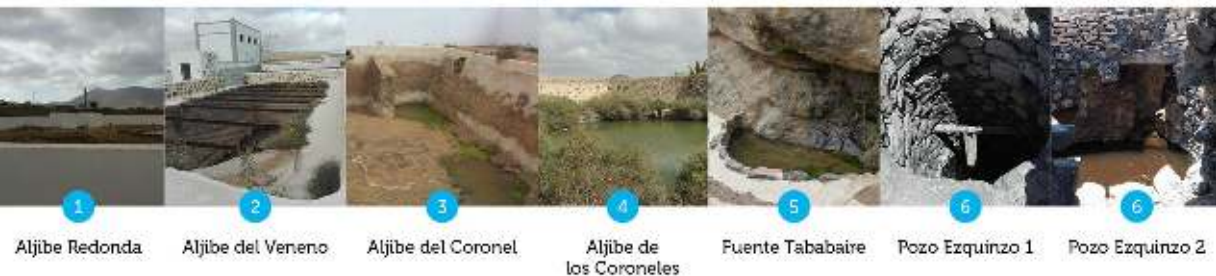 1
2
3
4
5
6
6
Aljibe Redonda
Aljibe del Veneno
Aljibe del Coronel
Aljibe de
los Coroneles
Fuente Tababaire
Pozo Ezquinzo 1
Pozo Ezquinzo 2